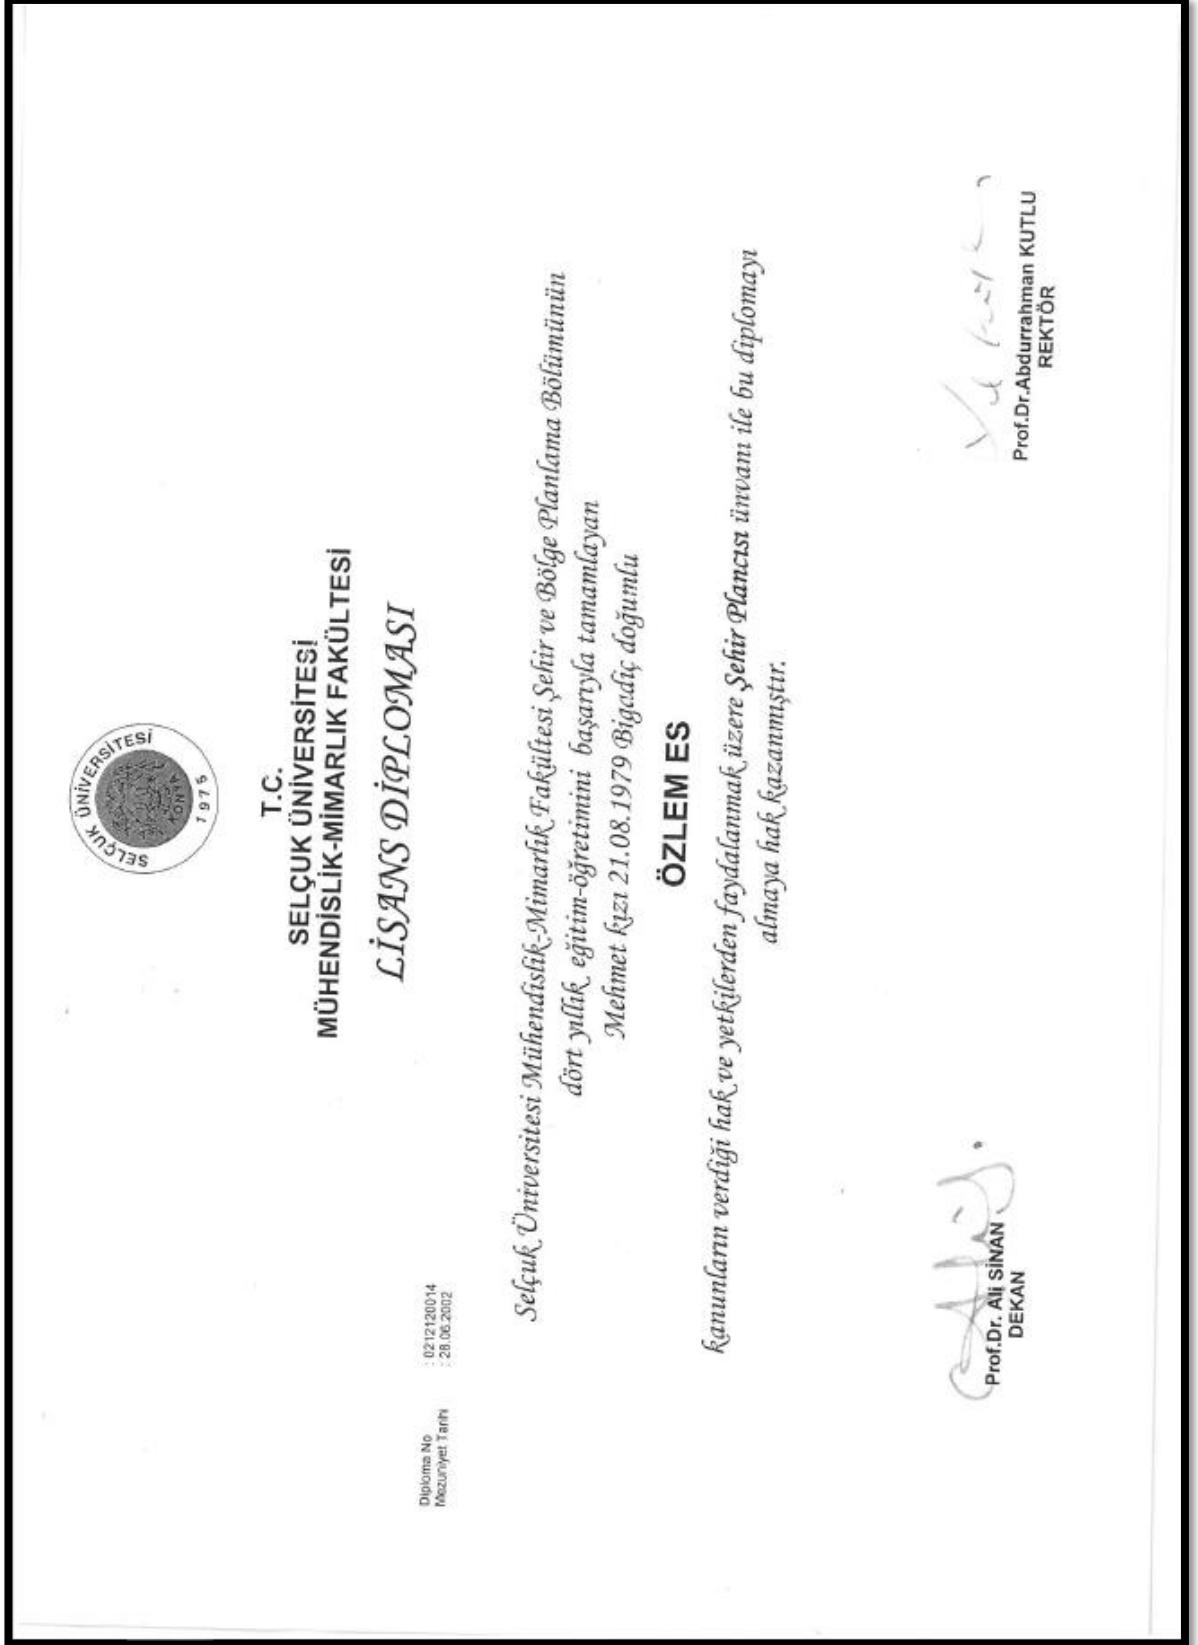 SELÇUK ÜNİVERSİTESİ
KONYA
1975
T.C.
SELÇUK ÜNİVERSİTESİ
MÜHENDİSLİK-MİMARLIK FAKÜLTESİ
LİSANS DİPLOMASI
Diploma No : 0212120014
Mezuniyet Tarihi : 28.06.2002
Selçuk Üniversitesi Mühendislik-Mimarlık Fakültesi Şehir ve Bölge Planlama Bölümünün
dört yıllık eğitim-öğretimini başarıyla tamamlayan
Mehmet kızı 21.08.1979 Bigadiç doğumlu
ÖZLEM ES
kanunların verdiği hak ve yetkilerden faydalanmak üzere Şehir Plancısı ünvanı ile bu diplomayı
almaya hak kazanmıştır.
Prof.Dr. Ali SİNAN
DEKAN
Prof.Dr.Abdurrahman KUTLU
REKTÖR